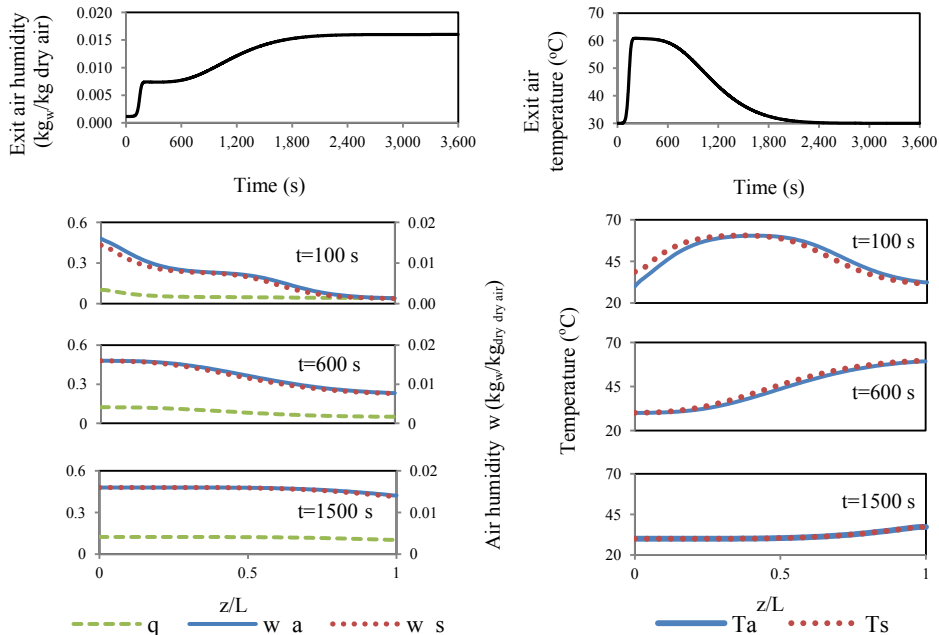 Exit air humidity
(kgw/kg dry air)
0.020
0.015
0.010
0.005
0.000
0 600 1,200 1,800 2,400 3,000 3,600
Time (s)
Exit air
temperature (°C)
70
60
50
40
30
0 600 1,200 1,800 2,400 3,000 3,600
Time (s)
0.6
0.3
0
0.02
0.01
0.00
t=100 s
0.6
0.3
0
0.02
0.01
0
t=600 s
0.6
0.3
0
0.02
0.01
0
t=1500 s
0 0.5 1
z/L
q w_a w_s
Air humidity w (kgw/kgdry dry air)
Temperature (°C)
70
45
20
t=100 s
70
45
20
t=600 s
70
45
20
t=1500 s
0 0.5 1
z/L
Ta Ts